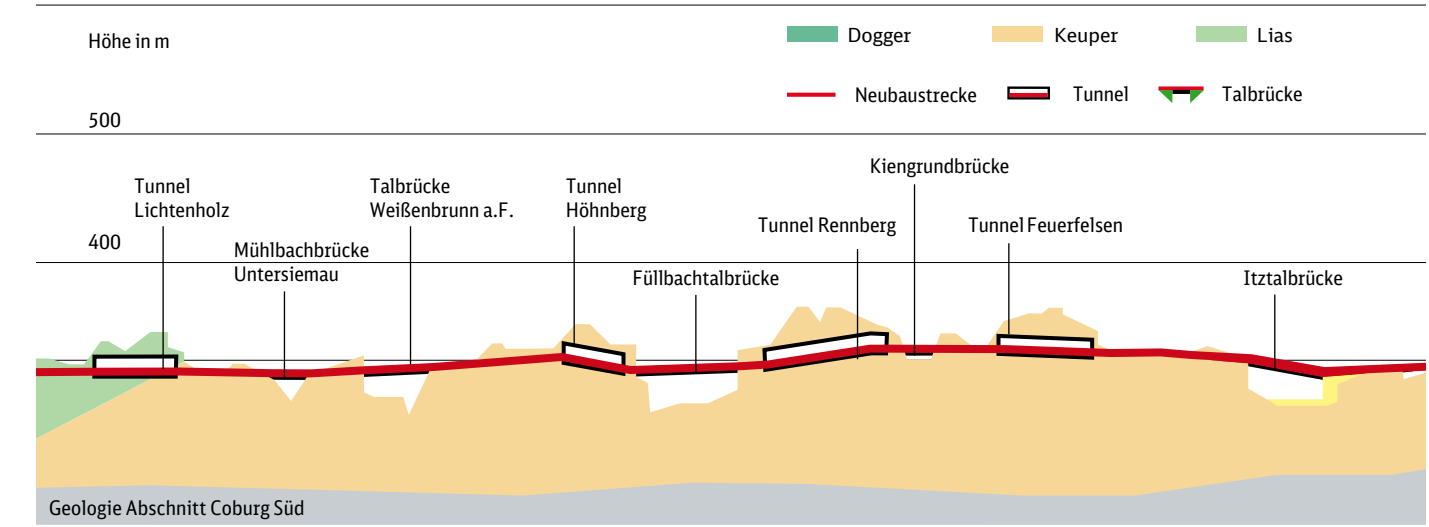 Höhe in m
Dogger
Keuper
Lias
Neubaustrecke
Tunnel
Talbrücke
500
Kiengrundbrücke
Tunnel
Lichtenholz
Talbrücke
Weißenbrunn a.F.
Tunnel
Höhnberg
Tunnel Rennberg
Tunnel Feuerfelsen
400
Mühlbachbrücke
Untersiemau
Füllbachtalbrücke
Itztalbrücke
Geologie Abschnitt Coburg Süd